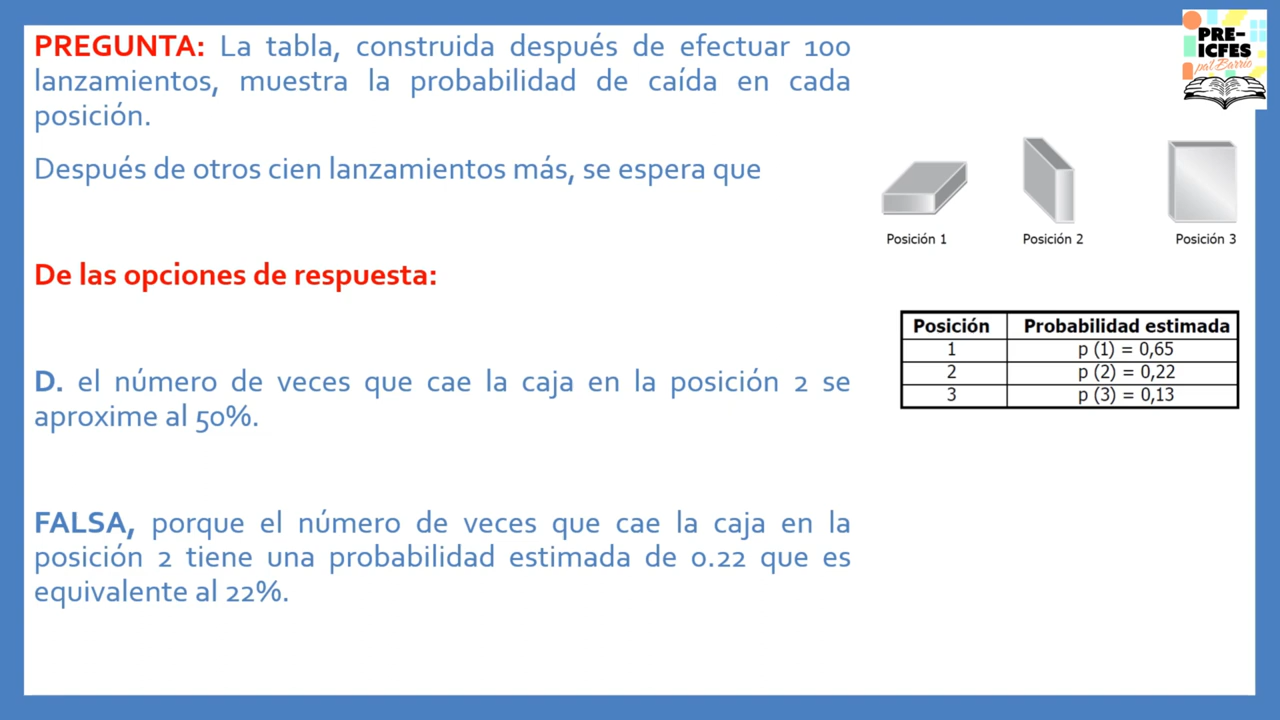 PREGUNTA: La tabla, construida después de efectuar 100
lanzamientos, muestra la probabilidad de caída en cada
posición.
Después de otros cien lanzamientos más, se espera que
De las opciones de respuesta:
D. el número de veces que cae la caja en la posición 2 se
aproxime al 50%.
FALSA, porque el número de veces que cae la caja en la
posición 2 tiene una probabilidad estimada de 0.22 que es
equivalente al 22%.
PRE-
ICFES
pat Barrio
Posición 1 Posición 2 Posición 3
Posición Probabilidad estimada
1 p (1) = 0,65
2 p (2) = 0,22
3 p (3) = 0,13